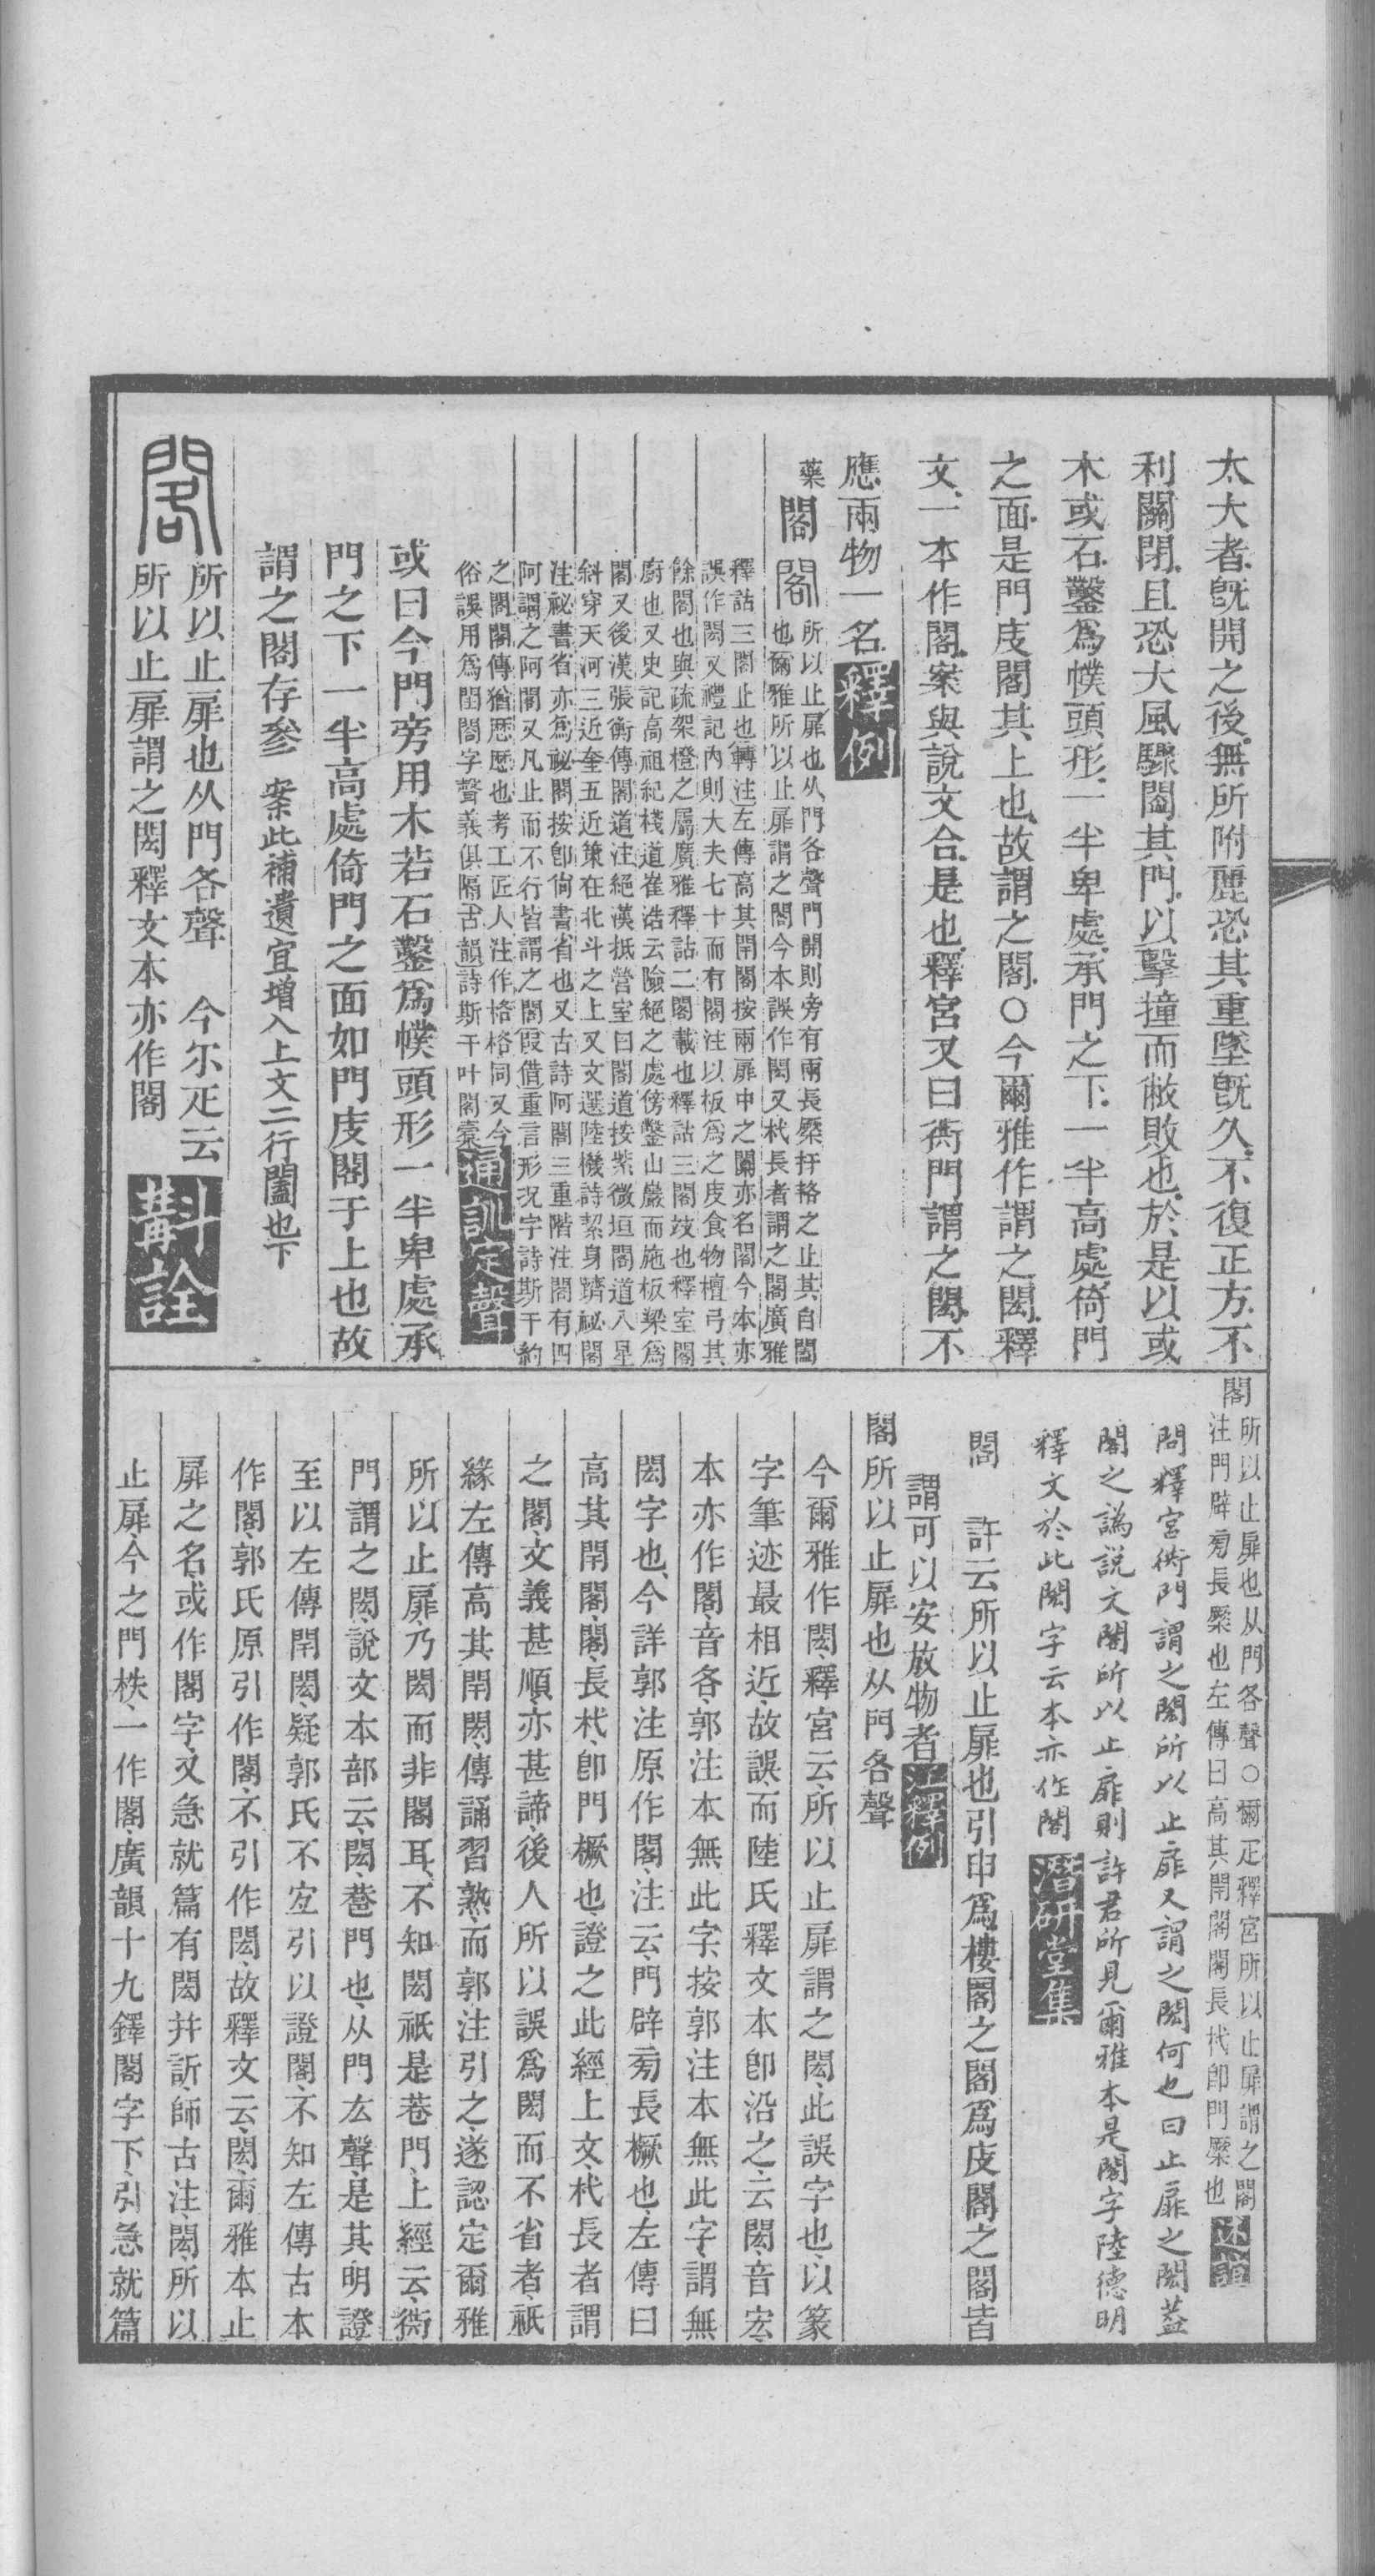 太大者旣開之後無所附麗恐其重墜旣久不復正方不
利關閉且恐大風驟闔其門以擊撞而敝敗也於是以或
木或石鑿爲幞頭形一半卑處承門之下一半高處倚門
之面是門庋閣其上也故謂之閣○今爾雅作謂之閎釋
文一本作閣案與說文合是也釋宮又曰衖門謂之閎不
應兩物一名釋例
藥 閣 閣
所以止扉也从門各聲門開則旁有兩長橜扞格之止其自闔
也爾雅所以止扉謂之閣今本誤作閎又杙長者謂之閣廣雅
釋詁三閣止也轉注左傳高其閈閣按兩扉中之闑亦名閣今本亦
誤作閎又禮記內則大夫七十而有閣注以板爲之庋食物檀弓其
餘閣也與疏架橙之屬廣雅釋詁二閣載也釋詁三閣攱也釋室閣
廚也又史記高祖紀棧道崔浩云險絕之處傍鑿山巖而施板梁爲
閣又後漢張衡傳閣道注絕漢抵營室曰閣道按紫微垣閣道八星
斜穿天河三近奎五近策在北斗之上又文選陸機詩絜身躋祕閣
注祕書省亦爲祕閣按卽尙書省也又古詩阿閣三重階注閣有四
阿謂之阿閣又凡止而不行皆謂之閣叚借重言形況字詩斯干約
之閣閣傳猶歷歷也考工匠人注作格格同又今
俗誤用爲閨閤字聲義俱隔古韻詩斯干叶閣橐通訓定聲
或曰今門旁用木若石鑿爲幞頭形一半卑處承
門之下一半高處倚門之面如門庋閣于上也故
謂之閣存參 案此補遺宜增入上文二行闔也下
閣 所以止扉也从門各聲 今尔疋云
所以止扉謂之閎釋文本亦作閣 斠詮
閣 所以止扉也从門各聲○爾疋釋宮所以止扉謂之閣
注門辟旁長橜也左傳曰高其閈閣閣長杙卽門橜也 述誼
問釋宮衖門謂之閎所以止扉又謂之閎何也曰止扉之閎葢
閣之譌說文閣所以止扉則許君所見爾雅本是閣字陸德明
釋文於此閎字云本亦作閣 潛研堂集
閣 許云所以止扉也引申爲樓閣之閣爲庋閣之閣皆
謂可以安放物者 江釋例
閣所以止扉也从門各聲
今爾雅作閎釋宮云所以止扉謂之閎此誤字也以篆
字筆迹最相近故誤而陸氏釋文本卽沿之云閎音宏
本亦作閣音各郭注本無此字按郭注本無此字謂無
閎字也今詳郭注原作閣注云門辟旁長橛也左傳曰
高其閈閣閣長杙卽門橛也證之此經上文杙長者謂
之閣文義甚順亦甚諦後人所以誤爲閎而不省者祇
緣左傳高其閈閎傳誦習熟而郭注引之遂認定爾雅
所以止扉乃閎而非閣耳不知閎祇是巷門上經云衖
門謂之閎說文本部云閎巷門也从門厷聲是其明證
至以左傳閈閎疑郭氏不宐引以證閣不知左傳古本
作閣郭氏原引作閣不引作閎故釋文云閎爾雅本止
扉之名或作閣字又急就篇有閎幷訢師古注閎所以
止扉今之門柣一作閣廣韻十九鐸閣字下引急就篇